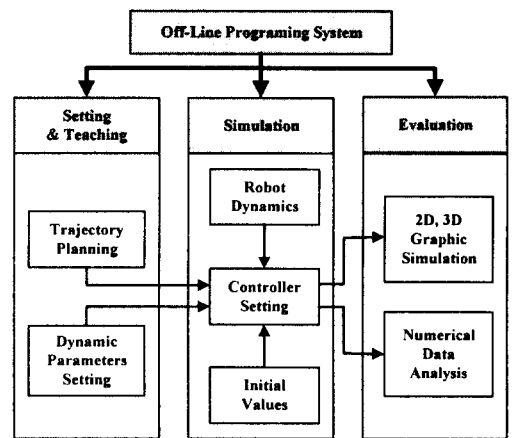 Off-Line Programing System
Setting
& Teaching
Trajectory
Planning
Dynamic
Parameters
Setting
Simulation
Robot
Dynamics
Controller
Setting
Initial
Values
Evaluation
2D, 3D
Graphic
Simulation
Numerical
Data
Analysis